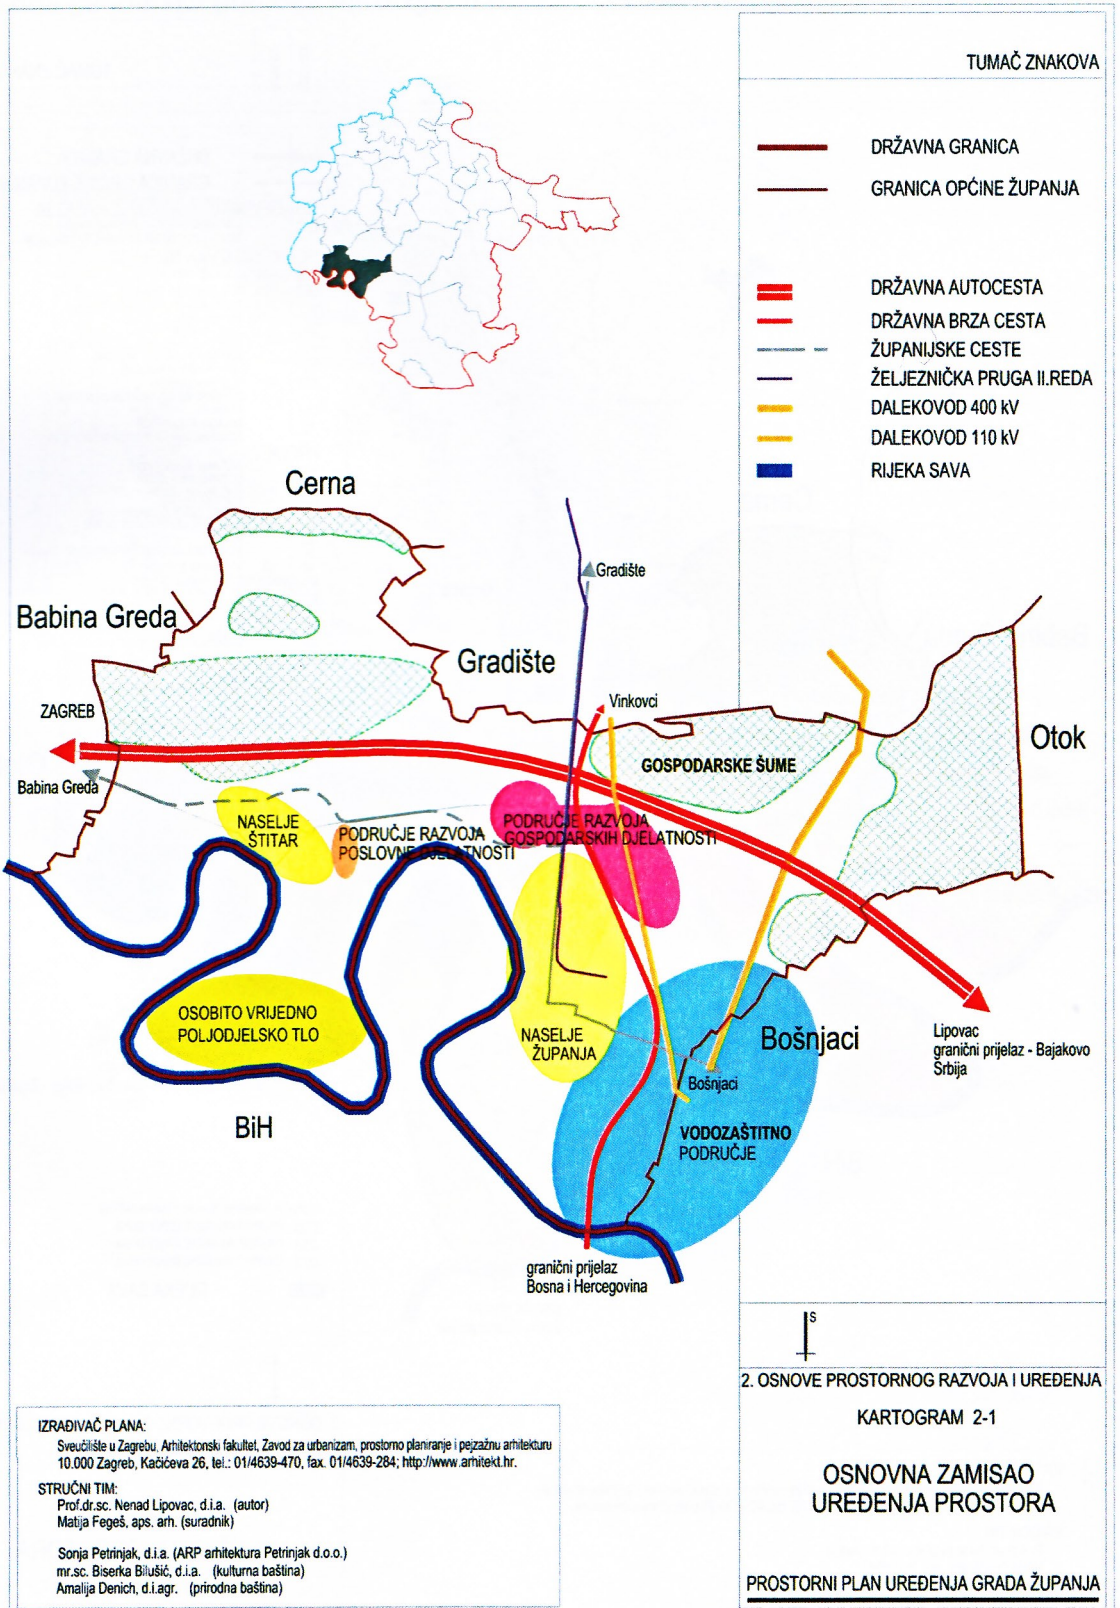 TUMAČ ZNAKOVA
DRŽAVNA GRANICA
GRANICA OPĆINE ŽUPANJA
DRŽAVNA AUTOCESTA
DRŽAVNA BRZA CESTA
ŽUPANIJSKE CESTE
ŽELJEZNIČKA PRUGA II.REDA
DALEKOVOD 400 kV
DALEKOVOD 110 kV
RIJEKA SAVA
Cerna
Gradište
Babina Greda
Gradište
Vinkovci
ZAGREB
Otok
GOSPODARSKE ŠUME
Babina Greda
NASELJE
ŠTITAR
PODRUČJE RAZVOJA
POSLOVNE DJELATNOSTI
PODRUČJE RAZVOJA
GOSPODARSKIH DJELATNOSTI
OSOBITO VRIJEDNO
POLJODJELSKO TLO
NASELJE
ŽUPANJA
Bošnjaci
Lipovac
granični prijelaz - Bajakovo
Srbija
Bošnjaci
BiH
VODOZAŠTITNO
PODRUČJE
granični prijelaz
Bosna i Hercegovina
S
2. OSNOVE PROSTORNOG RAZVOJA I UREĐENJA
KARTOGRAM 2-1
OSNOVNA ZAMISAO
UREĐENJA PROSTORA
PROSTORNI PLAN UREĐENJA GRADA ŽUPANJA
IZRAĐIVAČ PLANA:
Sveučilište u Zagrebu, Arhitektonski fakultet, Zavod za urbanizam, prostorno planiranje i pejzažnu arhitekturu
10.000 Zagreb, Kačićeva 26, tel.: 01/4639-470, fax. 01/4639-284; http://www.arhitekt.hr.
STRUČNI TIM:
Prof.dr.sc. Nenad Lipovac, d.i.a. (autor)
Matija Fegeš, aps. arh. (suradnik)
Sonja Petrinjak, d.i.a. (ARP arhitektura Petrinjak d.o.o.)
mr.sc. Biserka Bilušić, d.i.a. (kulturna baština)
Amalija Denich, d.i.agr. (prirodna baština)